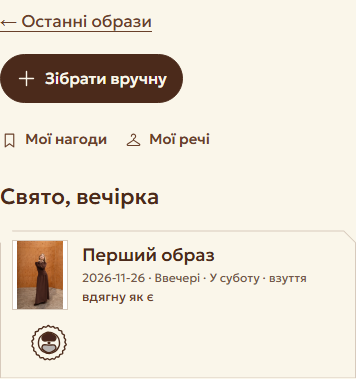 ← Останні образи
+ Зібрати вручну
Мої нагоди Мої речі
Свято, вечірка
Перший образ
2026-11-26 · Ввечері · У суботу · взуття
вдягну як є